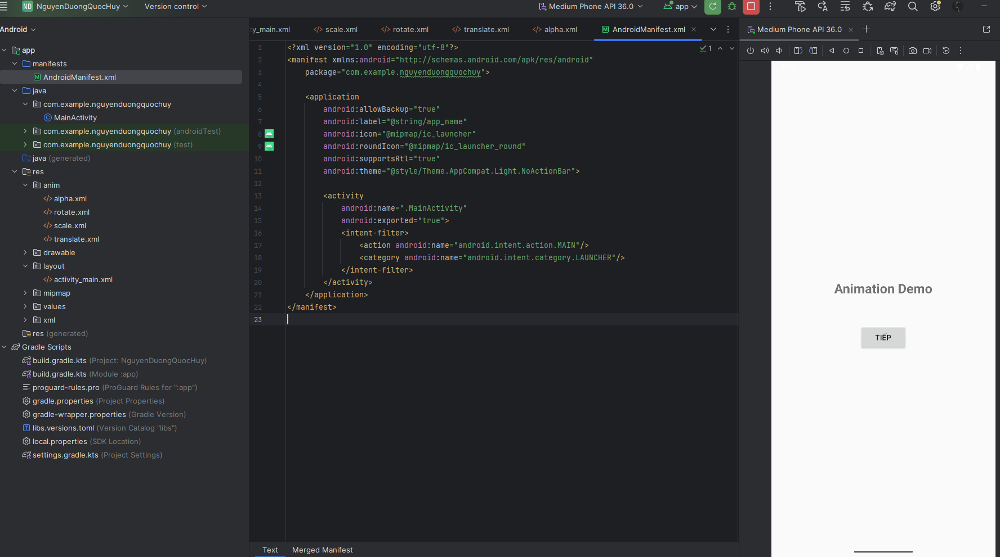 ND NguyenDuongQuocHuy Version control Medium Phone API 36.0 app
Android
app
manifests
AndroidManifest.xml
java
com.example.nguyenduongquochuy
MainActivity
com.example.nguyenduongquochuy (androidTest)
com.example.nguyenduongquochuy (test)
java (generated)
res
anim
alpha.xml
rotate.xml
scale.xml
translate.xml
drawable
layout
activity_main.xml
mipmap
values
xml
res (generated)
Gradle Scripts
build.gradle.kts (Project: NguyenDuongQuocHuy)
build.gradle.kts (Module :app)
proguard-rules.pro (ProGuard Rules for ":app")
gradle.properties (Project Properties)
gradle-wrapper.properties (Gradle Version)
libs.versions.toml (Version Catalog "libs")
local.properties (SDK Location)
settings.gradle.kts (Project Settings)
ty_main.xml scale.xml rotate.xml translate.xml alpha.xml AndroidManifest.xml
1 <?xml version="1.0" encoding="utf-8"?> 1
2 <manifest xmlns:android="http://schemas.android.com/apk/res/android"
3 package="com.example.nguyenduongquochuy">
4
5 <application
6 android:allowBackup="true"
7 android:label="@string/app_name"
8 android:icon="@mipmap/ic_launcher"
9 android:roundIcon="@mipmap/ic_launcher_round"
10 android:supportsRtl="true"
11 android:theme="@style/Theme.AppCompat.Light.NoActionBar">
12
13 <activity
14 android:name=".MainActivity"
15 android:exported="true">
16 <intent-filter>
17 <action android:name="android.intent.action.MAIN"/>
18 <category android:name="android.intent.category.LAUNCHER"/>
19 </intent-filter>
20 </activity>
21 </application>
22 </manifest>
23
Text Merged Manifest
Medium Phone API 36.0
Animation Demo
TIẾP